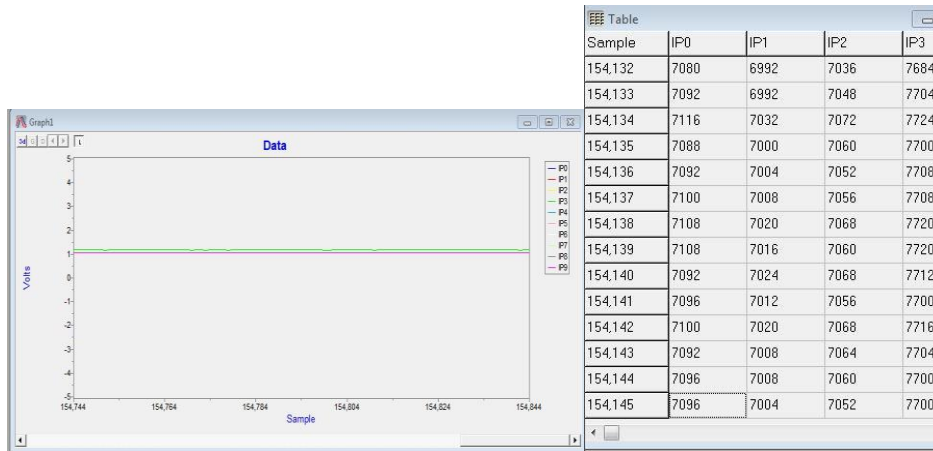 Graph1
Data
5
4
3
2
1
0
-1
-2
-3
-4
-5
Volts
154,744 154,764 154,784 154,804 154,824 154,844
Sample
IP0
IP1
IP2
IP3
IP4
IP5
IP6
IP7
IP8
IP9
Table
Sample IP0 IP1 IP2 IP3
154,132 7080 6992 7036 7684
154,133 7092 6992 7048 7704
154,134 7116 7032 7072 7724
154,135 7088 7000 7060 7700
154,136 7092 7004 7052 7708
154,137 7100 7008 7056 7708
154,138 7108 7020 7068 7720
154,139 7108 7016 7060 7720
154,140 7092 7024 7068 7712
154,141 7096 7012 7056 7700
154,142 7100 7020 7068 7716
154,143 7092 7008 7064 7704
154,144 7096 7008 7060 7700
154,145 7096 7004 7052 7700